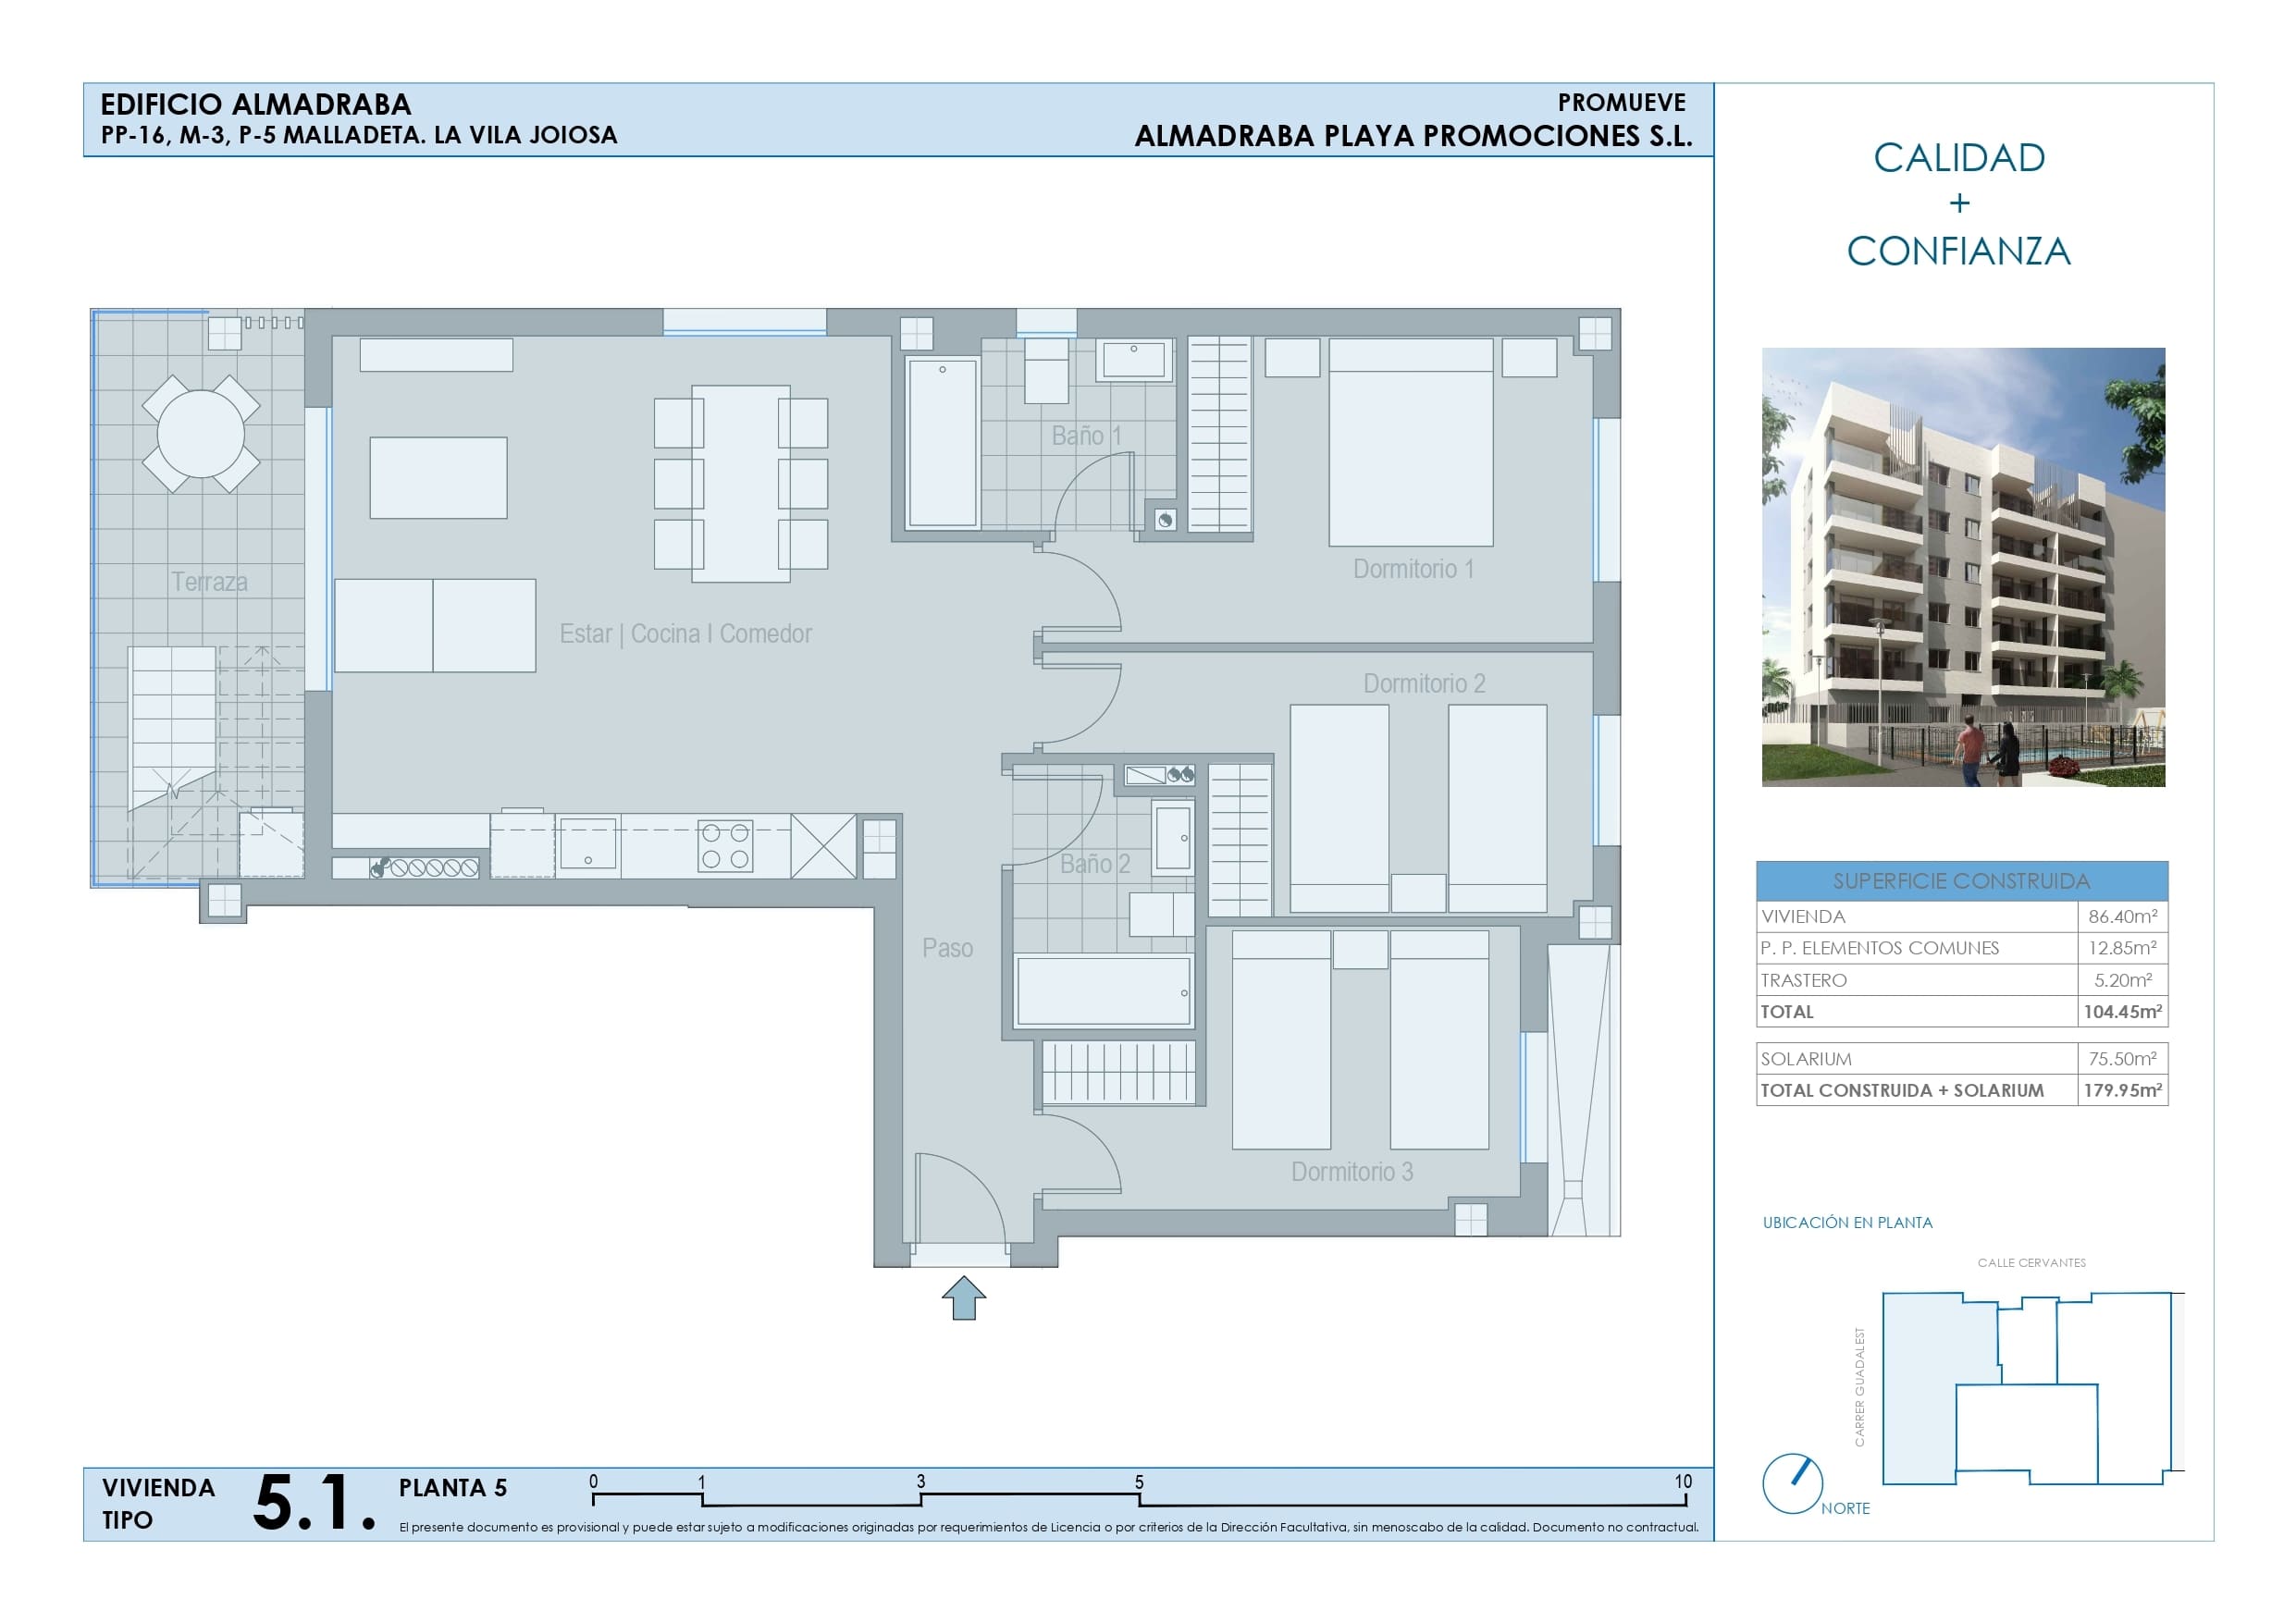 EDIFICIO ALMADRABA
PP-16, M-3, P-5 MALLADETA. LA VILA JOIOSA
PROMUEVE
ALMADRABA PLAYA PROMOCIONES S.L.
CALIDAD
+
CONFIANZA
Baño 1
Terraza
Dormitorio 1
Estar | Cocina I Comedor
Dormitorio 2
Baño 2
Paso
Dormitorio 3
SUPERFICIE CONSTRUIDA
VIVIENDA 86.40m²
P. P. ELEMENTOS COMUNES 12.85m²
TRASTERO 5.20m²
TOTAL 104.45m²
SOLARIUM 75.50m²
TOTAL CONSTRUIDA + SOLARIUM 179.95m²
UBICACIÓN EN PLANTA
CALLE CERVANTES
CARRER GUADALEST
NORTE
VIVIENDA
TIPO
5.1.
PLANTA 5
0 1 3 5 10
El presente documento es provisional y puede estar sujeto a modificaciones originadas por requerimientos de Licencia o por criterios de la Dirección Facultativa, sin menoscabo de la calidad. Documento no contractual.